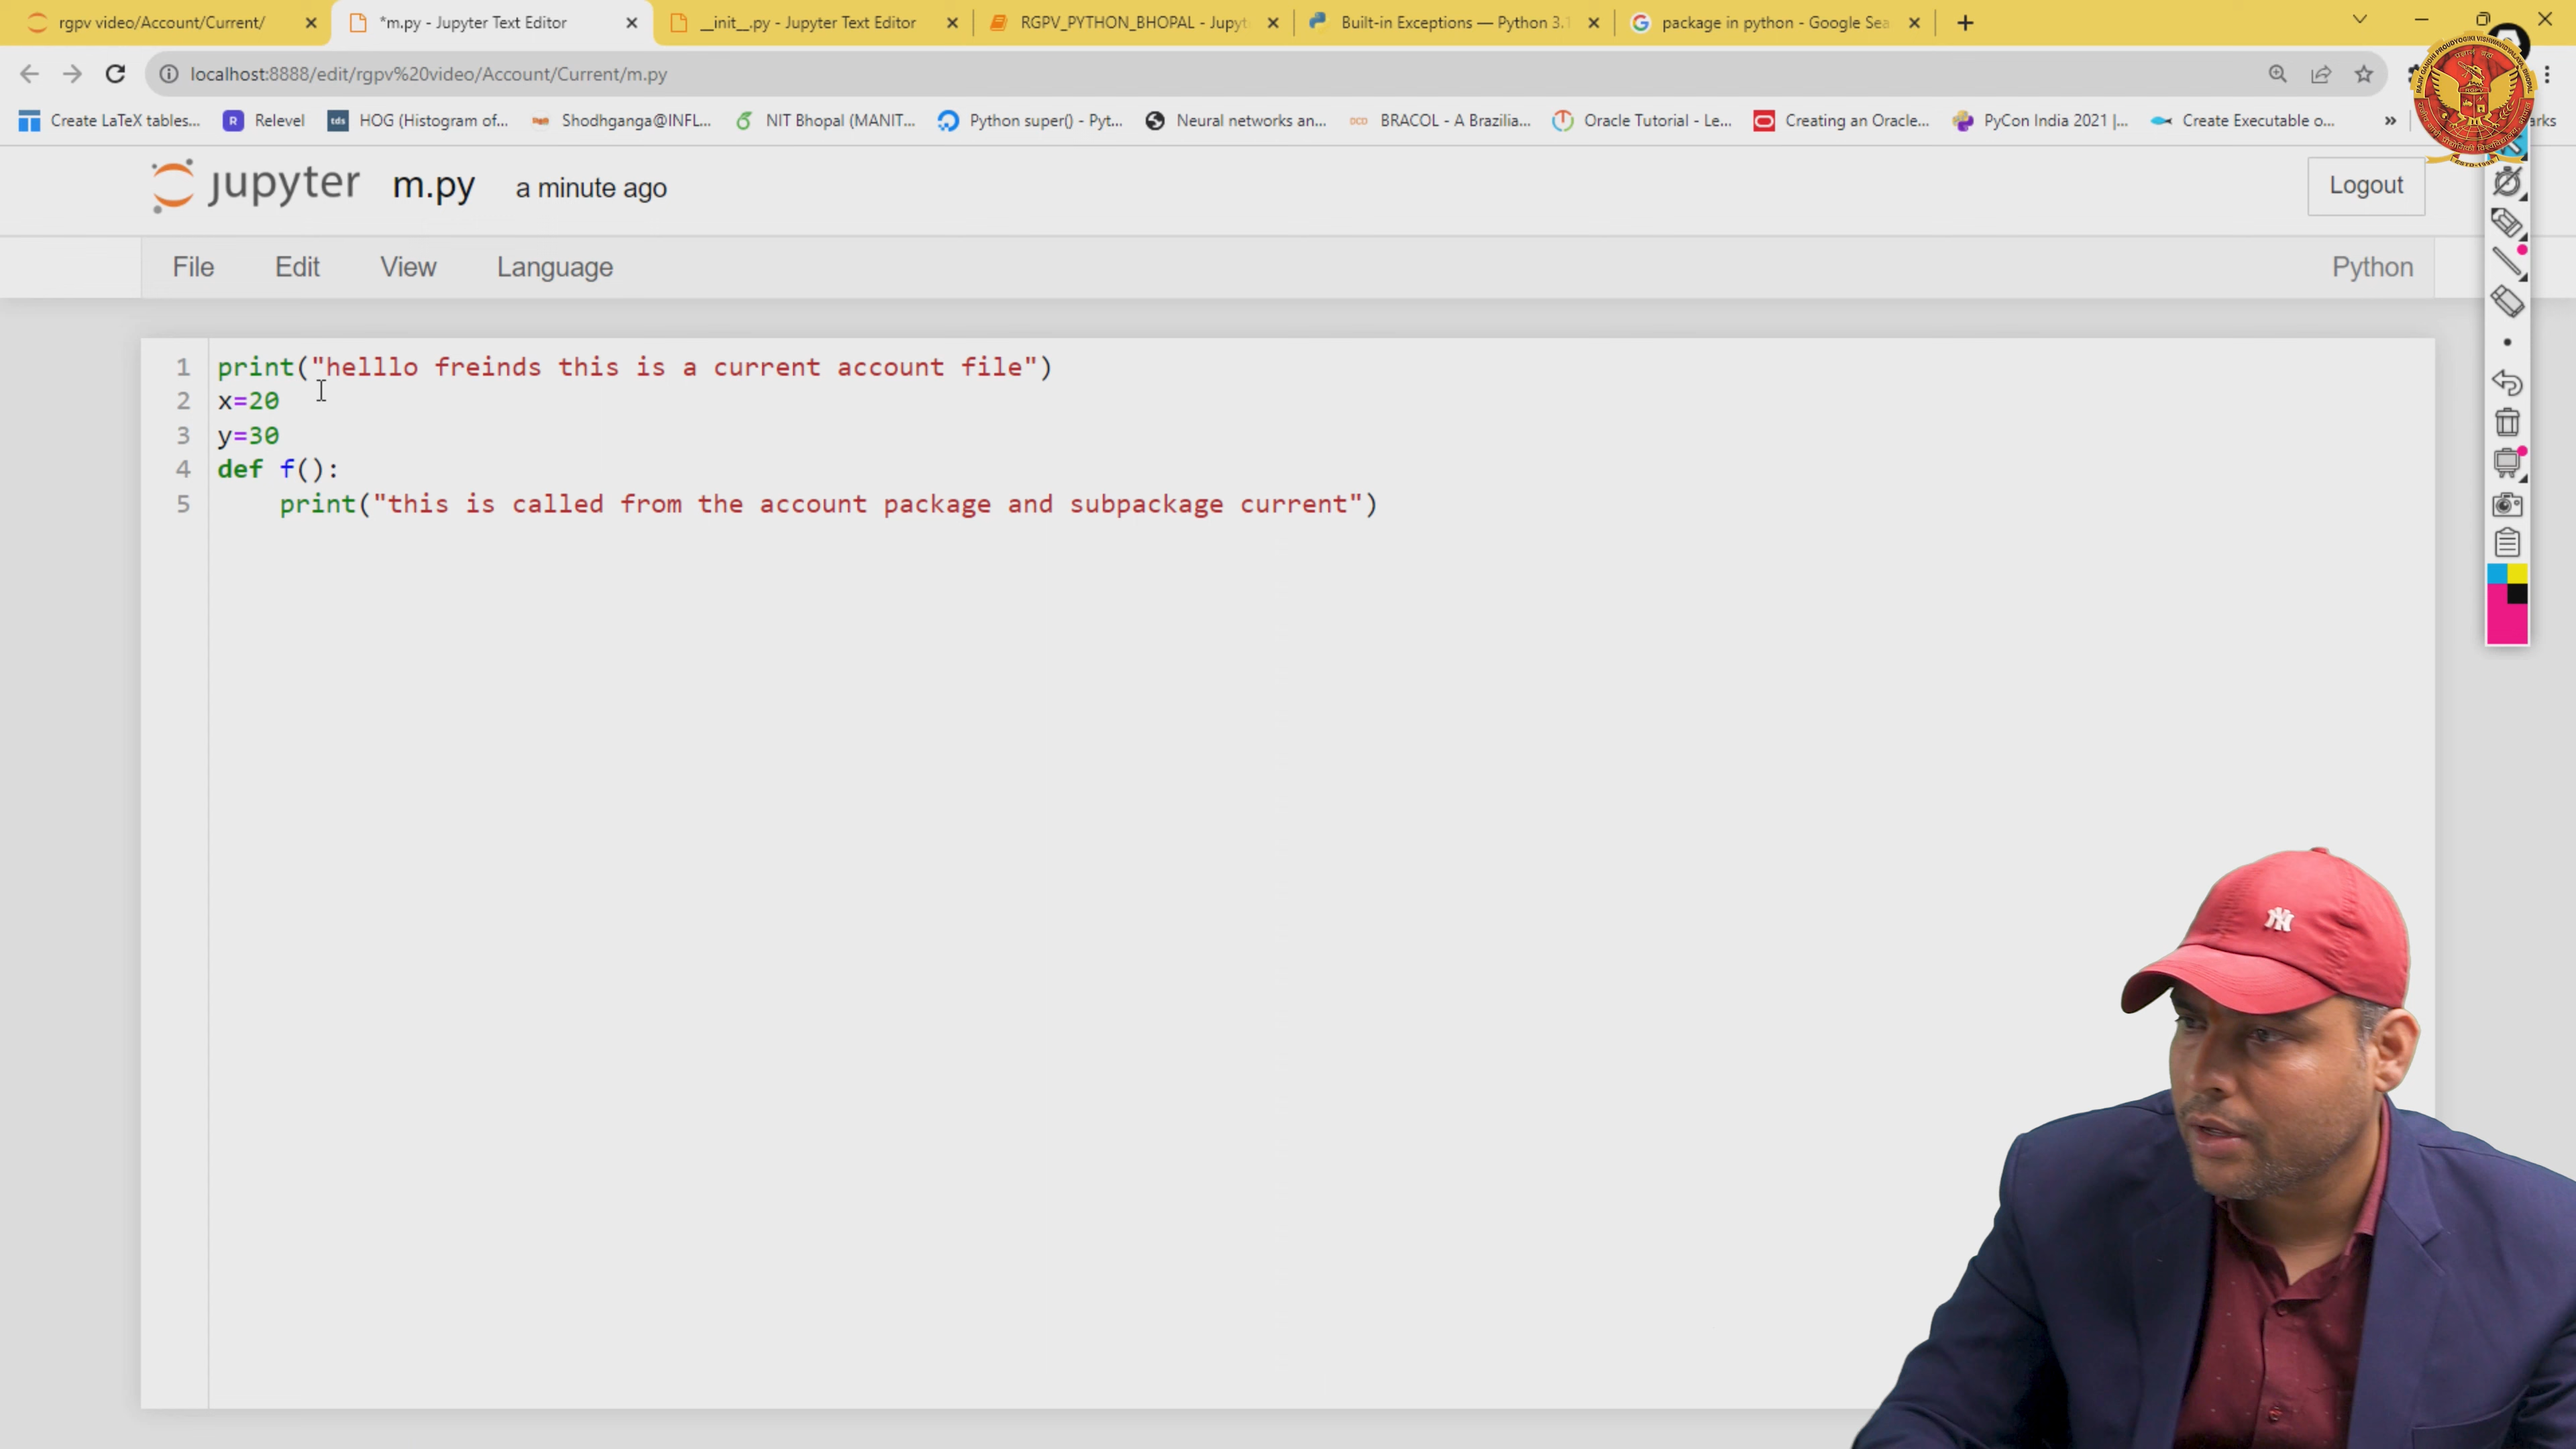 rgpv video/Account/Current/
*m.py - Jupyter Text Editor
__init__.py - Jupyter Text Editor
RGPV_PYTHON_BHOPAL - Jupyt
Built-in Exceptions — Python 3.1
package in python - Google Sea
localhost:8888/edit/rgpv%20video/Account/Current/m.py
Create LaTeX tables...
R Relevel
tds HOG (Histogram of...
Shodhganga@INFL...
NIT Bhopal (MANIT...
Python super() - Pyt...
Neural networks an...
DCD BRACOL - A Brazilia...
Oracle Tutorial - Le...
Creating an Oracle...
PyCon India 2021 |...
Create Executable o...
»
jupyter m.py a minute ago
Logout
File Edit View Language Python
1 print("helllo freinds this is a current account file")
2 x=20
3 y=30
4 def f():
5 print("this is called from the account package and subpackage current")